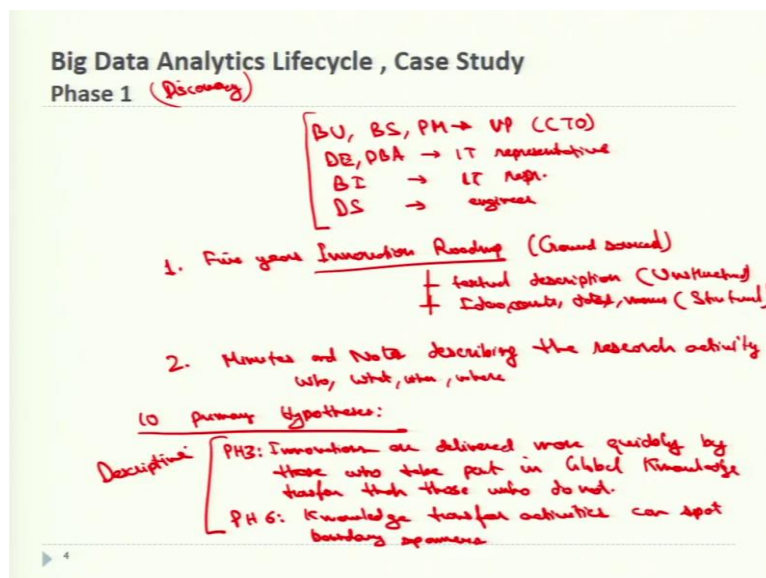 Big Data Analytics Lifecycle , Case Study
Phase 1 (Discovery)
BU, BS, PM → VP (CTO)
DE, DBA → IT representative
BI → IT repr.
DS → engineer
1. Five years Innovation Roadmap (Crowd sourced)
textual description (Unstructured)
Idea, counts, dates, names (Structured)
2. Minutes and Notes describing the research activity
who, what, when, where
10 primary Hypotheses:
Descriptive
PH3: Innovations are delivered more quickly by
those who take part in Global Knowledge
transfer than those who do not.
PH 6: Knowledge transfer activities can spot
boundary spanners
4